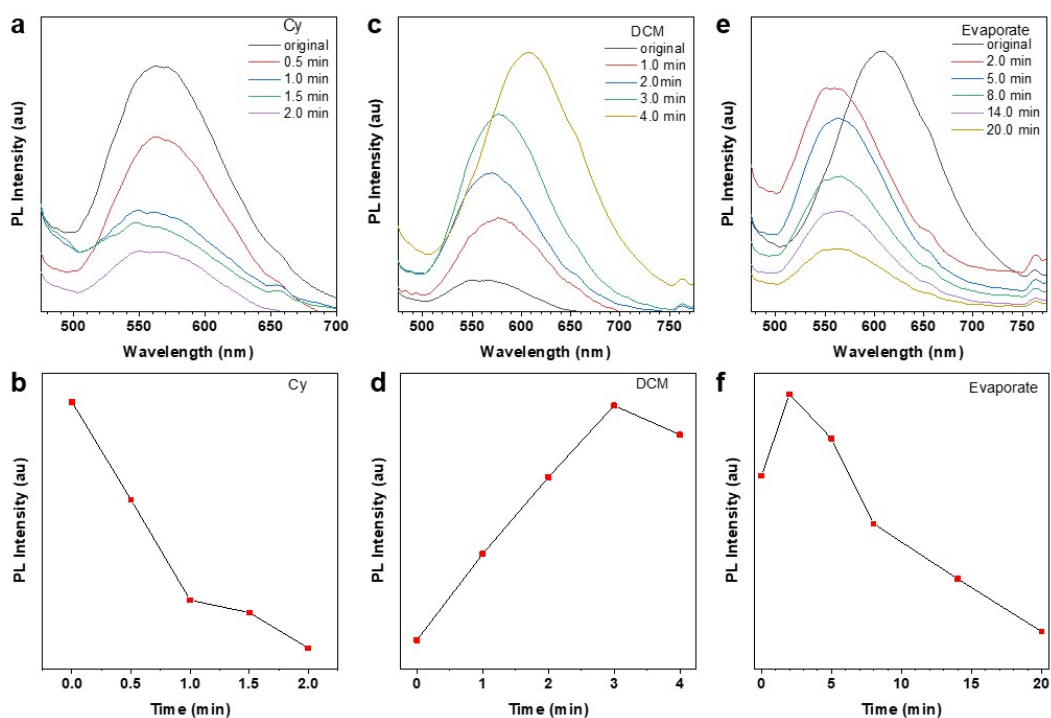 a
Cy
original
0.5 min
1.0 min
1.5 min
2.0 min
PL Intensity (au)
500 550 600 650 700
Wavelength (nm)
c
DCM
original
1.0 min
2.0min
3.0 min
4.0 min
PL Intensity (au)
500 550 600 650 700 750
Wavelength (nm)
e
Evaporate
original
2.0 min
5.0 min
8.0 min
14.0 min
20.0 min
PL Intensity (au)
500 550 600 650 700 750
Wavelength (nm)
b
Cy
PL Intensity (au)
0.0 0.5 1.0 1.5 2.0
Time (min)
d
DCM
PL Intensity (au)
0 1 2 3 4
Time (min)
f
Evaporate
PL Intensity (au)
0 5 10 15 20
Time (min)